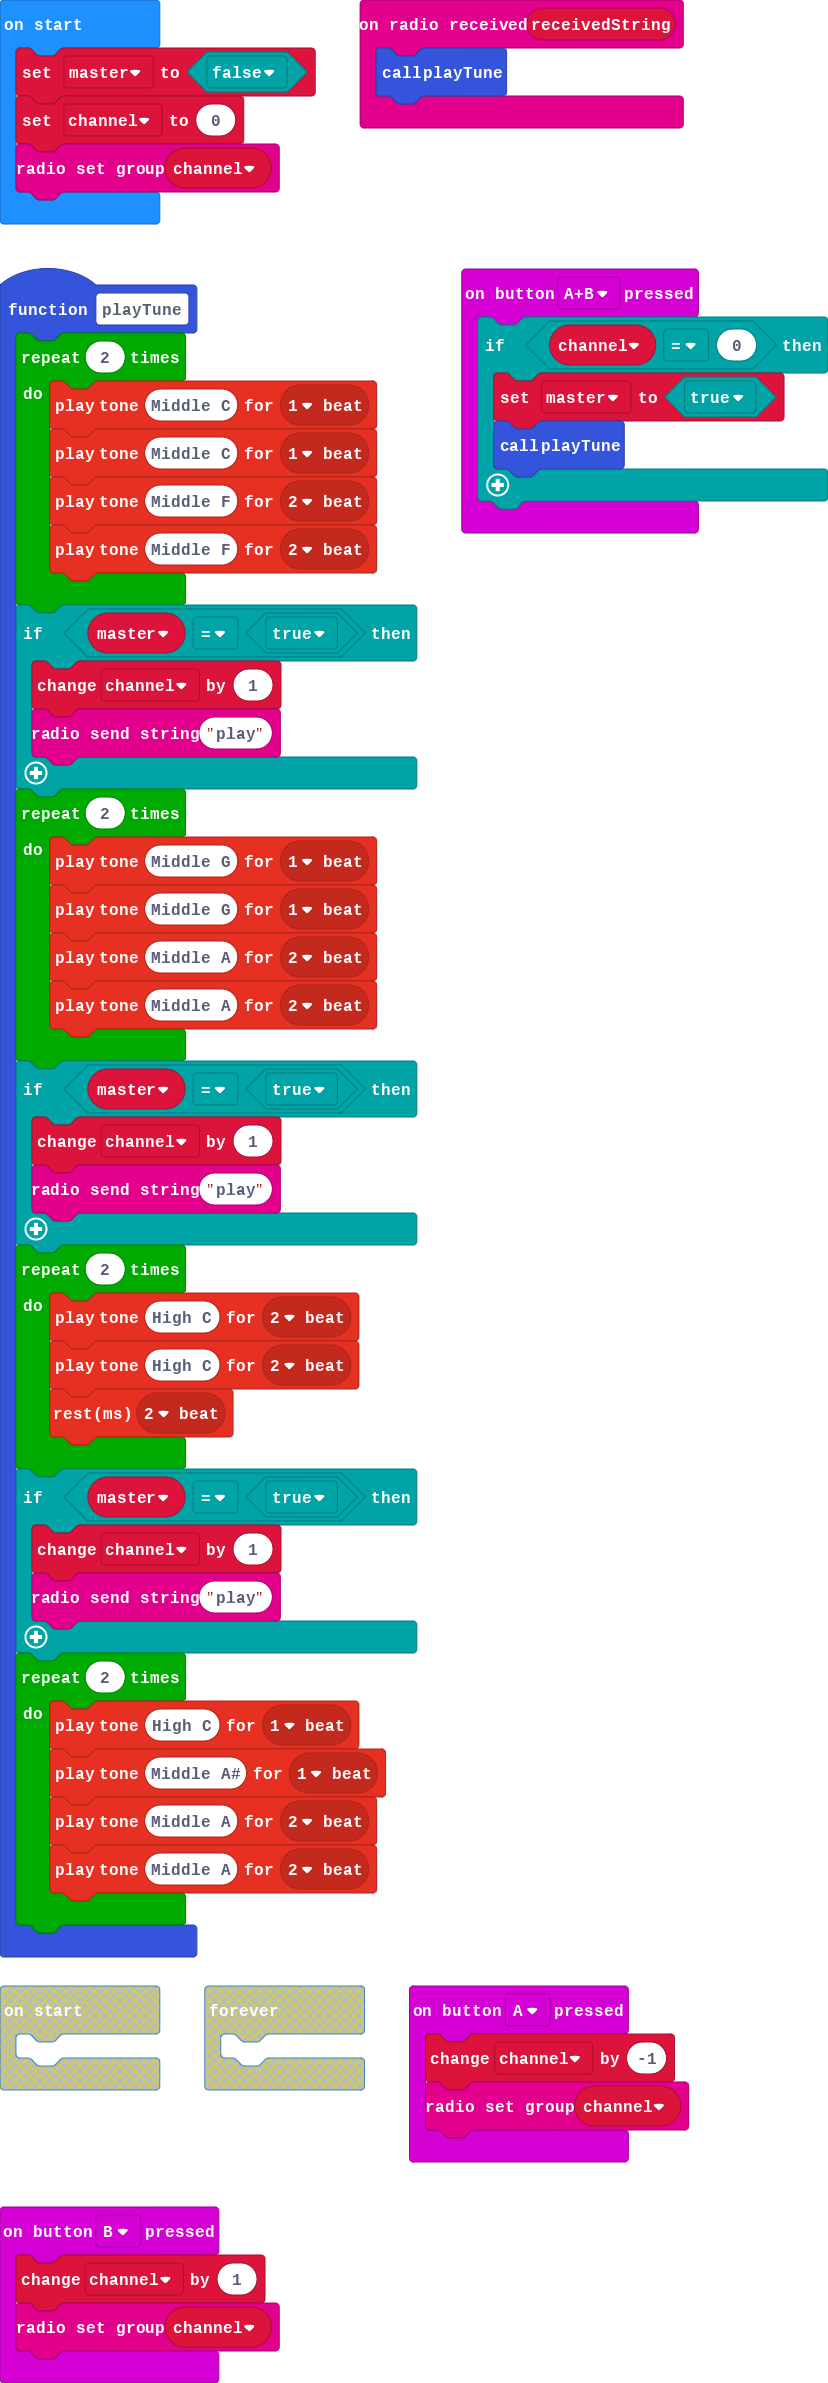 on start
set master to false
set channel to 0
radio set group channel
on radio received receivedString
call playTune
function playTune
repeat 2 times
do
play tone Middle C for 1 beat
play tone Middle C for 1 beat
play tone Middle F for 2 beat
play tone Middle F for 2 beat
if master = true then
change channel by 1
radio send string "play"
repeat 2 times
do
play tone Middle G for 1 beat
play tone Middle G for 1 beat
play tone Middle A for 2 beat
play tone Middle A for 2 beat
if master = true then
change channel by 1
radio send string "play"
repeat 2 times
do
play tone High C for 2 beat
play tone High C for 2 beat
rest(ms) 2 beat
if master = true then
change channel by 1
radio send string "play"
repeat 2 times
do
play tone High C for 1 beat
play tone Middle A# for 1 beat
play tone Middle A for 2 beat
play tone Middle A for 2 beat
on button A+B pressed
if channel = 0 then
set master to true
call playTune
on start
forever
on button A pressed
change channel by -1
radio set group channel
on button B pressed
change channel by 1
radio set group channel